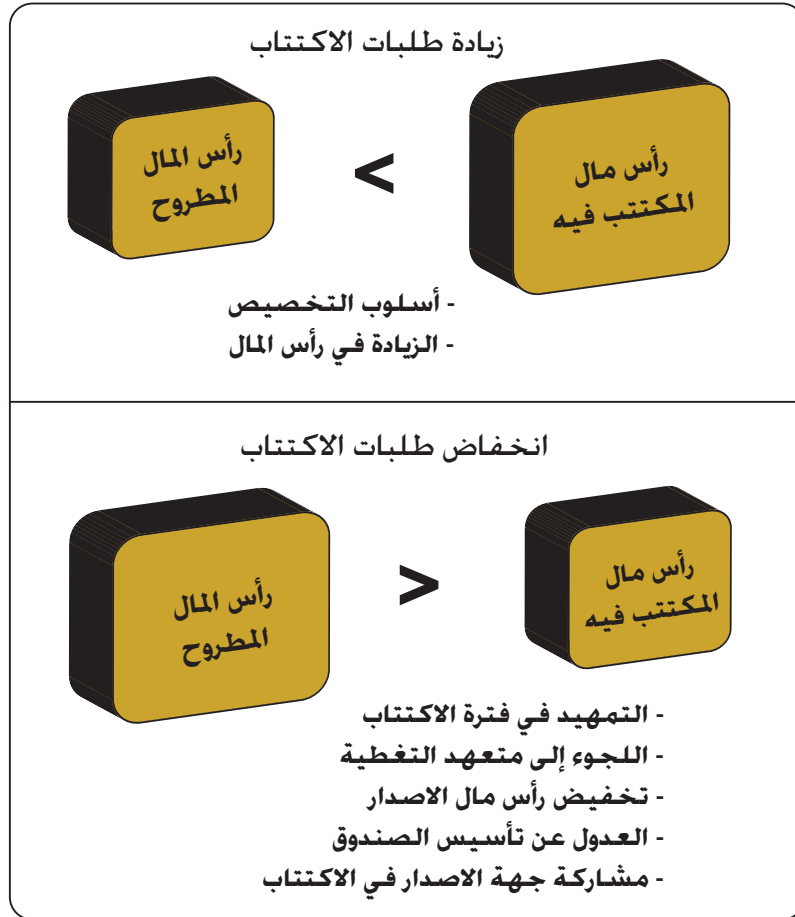 زيادة طلبات الاكتتاب
رأس مال
المكتتب فيه
<
رأس المال
المطروح
- أسلوب التخصيص
- الزيادة في رأس المال
انخفاض طلبات الاكتتاب
رأس مال
المكتتب فيه
>
رأس المال
المطروح
- التمهيد في فترة الاكتتاب
- اللجوء إلى متعهد التغطية
- تخفيض رأس مال الاصدار
- العدول عن تأسيس الصندوق
- مشاركة جهة الاصدار في الاكتتاب